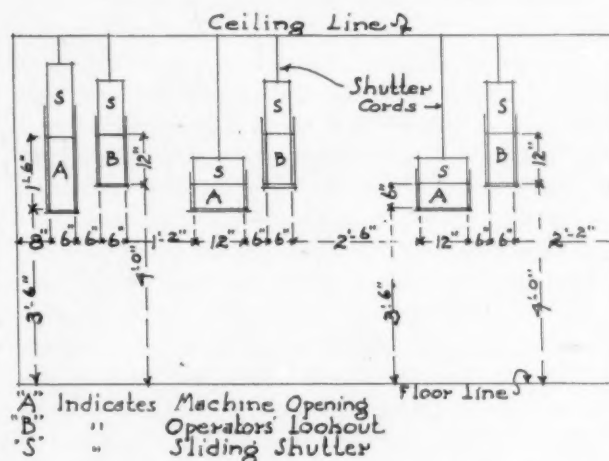 Ceiling Line
S S S
Shutter
Cords
S S S
A B A B A B
1'-6" 12" 6" 12"
8" 6" 6" 6" 1'-2" 12" 6" 6" 2'-6" 12" 6" 6" 2'-2"
3'-6" 4'-0" 3'-6" 4'-0"
Floor line
"A" Indicates Machine Opening
"B" " Operators' Lookout
"S" " Sliding Shutter